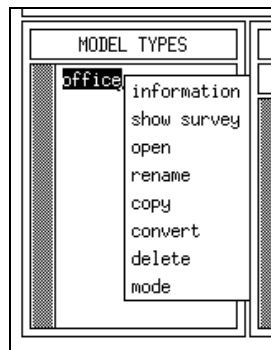 MODEL TYPES
office
information
show survey
open
rename
copy
convert
delete
mode